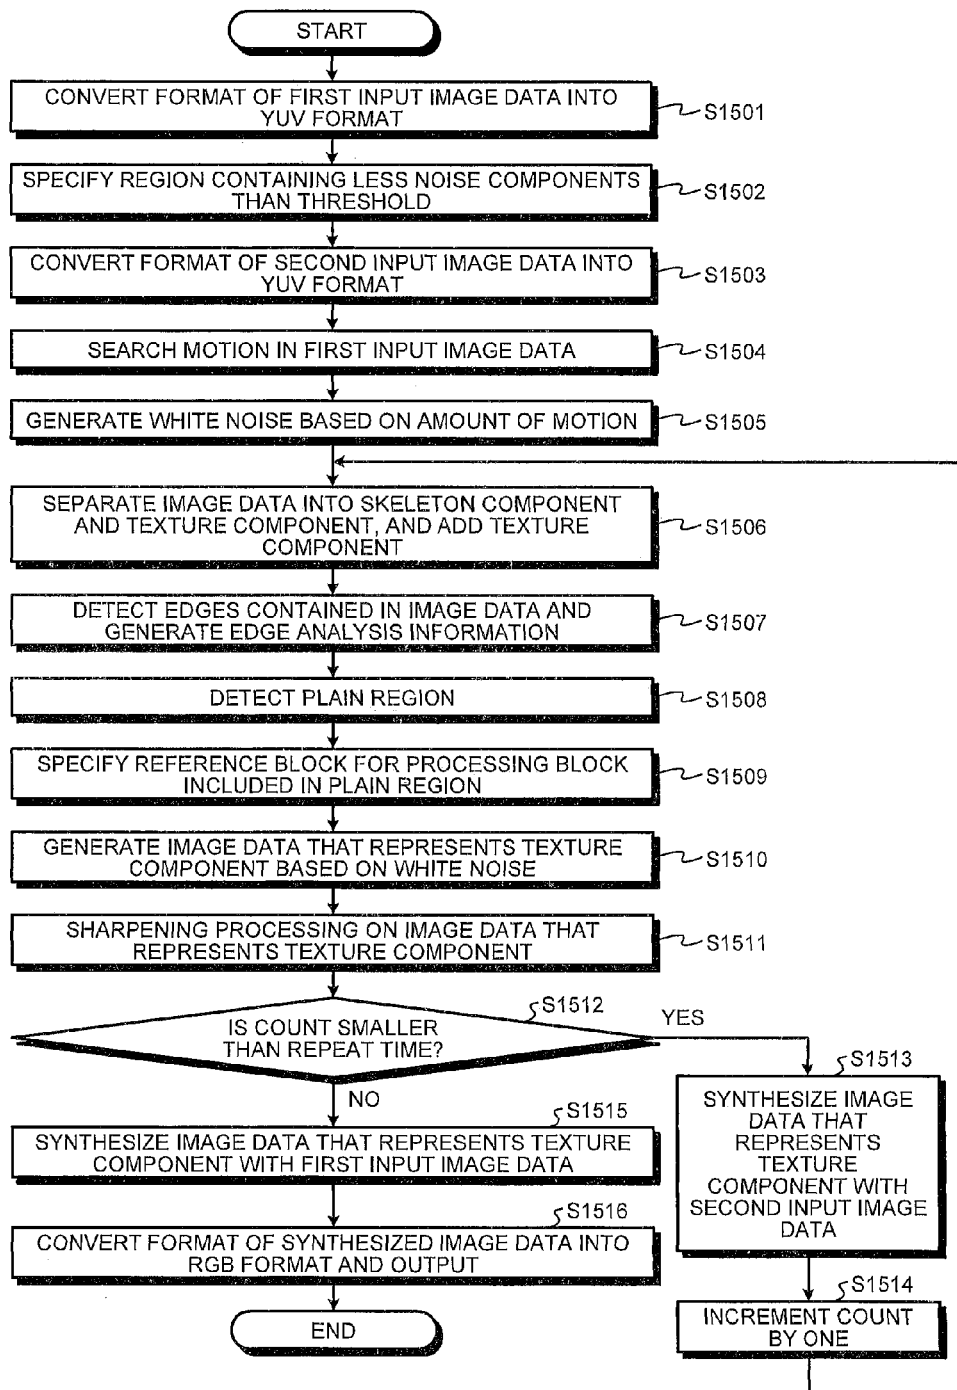 START
CONVERT FORMAT OF FIRST INPUT IMAGE DATA INTO
YUV FORMAT
S1501
SPECIFY REGION CONTAINING LESS NOISE COMPONENTS
THAN THRESHOLD
S1502
CONVERT FORMAT OF SECOND INPUT IMAGE DATA INTO
YUV FORMAT
S1503
SEARCH MOTION IN FIRST INPUT IMAGE DATA
S1504
GENERATE WHITE NOISE BASED ON AMOUNT OF MOTION
S1505
SEPARATE IMAGE DATA INTO SKELETON COMPONENT
AND TEXTURE COMPONENT, AND ADD TEXTURE
COMPONENT
S1506
DETECT EDGES CONTAINED IN IMAGE DATA AND
GENERATE EDGE ANALYSIS INFORMATION
S1507
DETECT PLAIN REGION
S1508
SPECIFY REFERENCE BLOCK FOR PROCESSING BLOCK
INCLUDED IN PLAIN REGION
S1509
GENERATE IMAGE DATA THAT REPRESENTS TEXTURE
COMPONENT BASED ON WHITE NOISE
S1510
SHARPENING PROCESSING ON IMAGE DATA THAT
REPRESENTS TEXTURE COMPONENT
S1511
S1512
IS COUNT SMALLER
THAN REPEAT TIME?
YES
NO
S1513
SYNTHESIZE IMAGE
DATA THAT
REPRESENTS
TEXTURE
COMPONENT WITH
SECOND INPUT IMAGE
DATA
S1514
INCREMENT COUNT
BY ONE
S1515
SYNTHESIZE IMAGE DATA THAT REPRESENTS TEXTURE
COMPONENT WITH FIRST INPUT IMAGE DATA
S1516
CONVERT FORMAT OF SYNTHESIZED IMAGE DATA INTO
RGB FORMAT AND OUTPUT
END